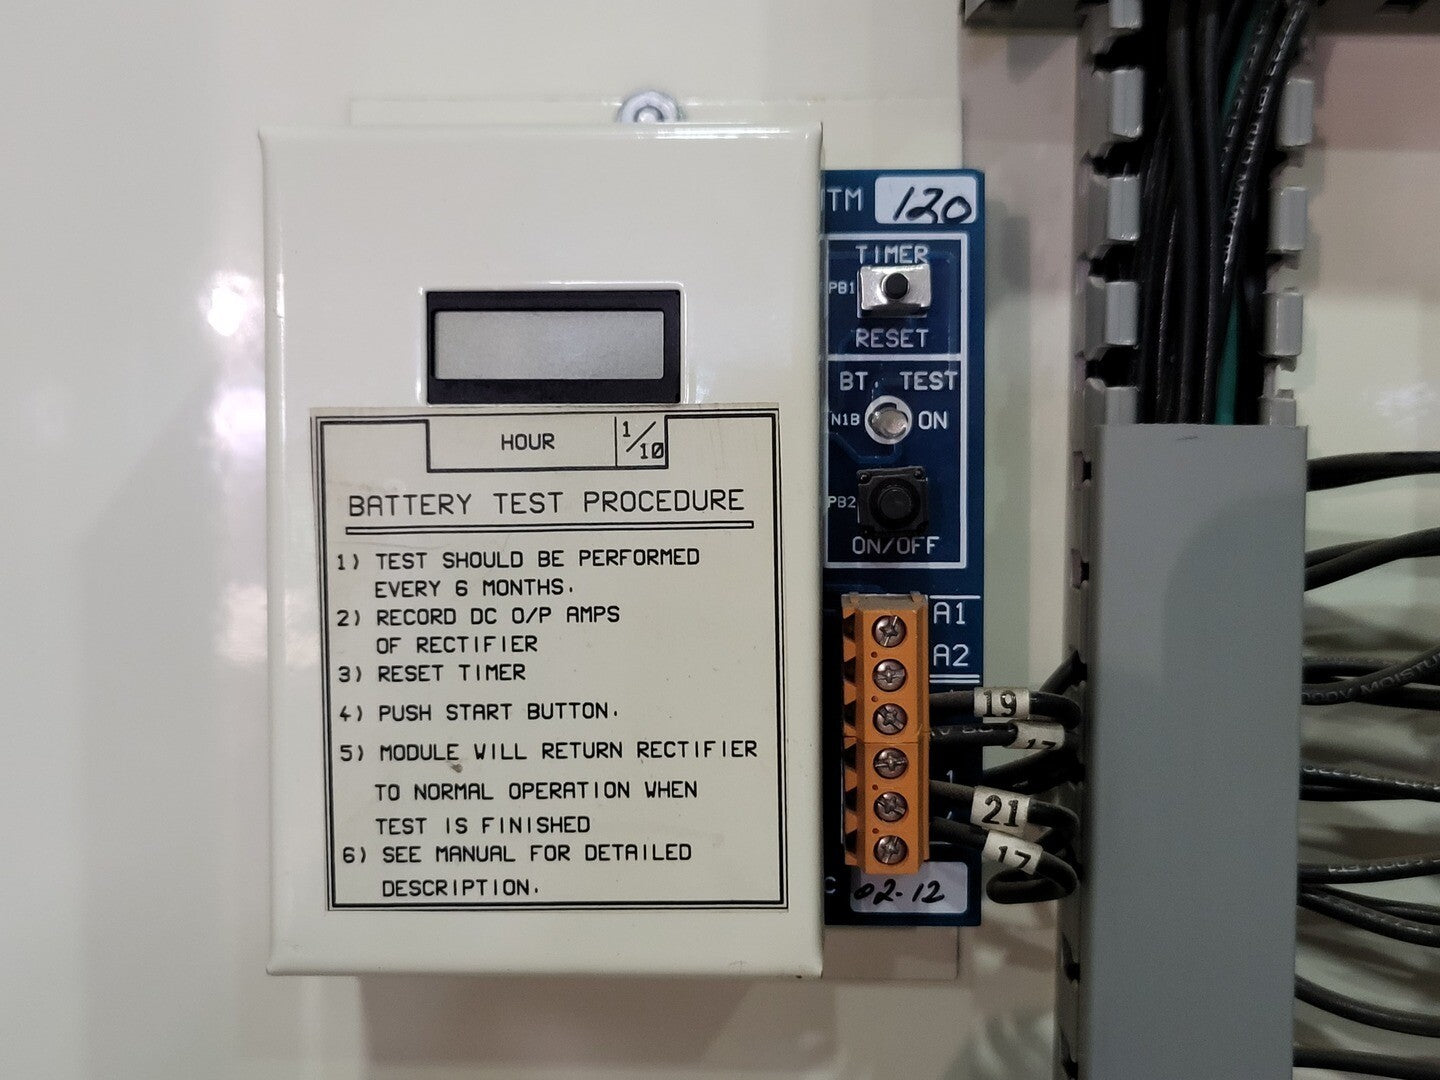 TM 120
TIMER
PB1
RESET
BT. TEST
N1B ON
PB2
ON/OFF
HOUR 1/10
BATTERY TEST PROCEDURE
1) TEST SHOULD BE PERFORMED
EVERY 6 MONTHS.
2) RECORD DC O/P AMPS
OF RECTIFIER
3) RESET TIMER
4) PUSH START BUTTON.
5) MODULE WILL RETURN RECTIFIER
TO NORMAL OPERATION WHEN
TEST IS FINISHED
6) SEE MANUAL FOR DETAILED
DESCRIPTION.
A1
A2
19
17
1
21
17
C 02-12